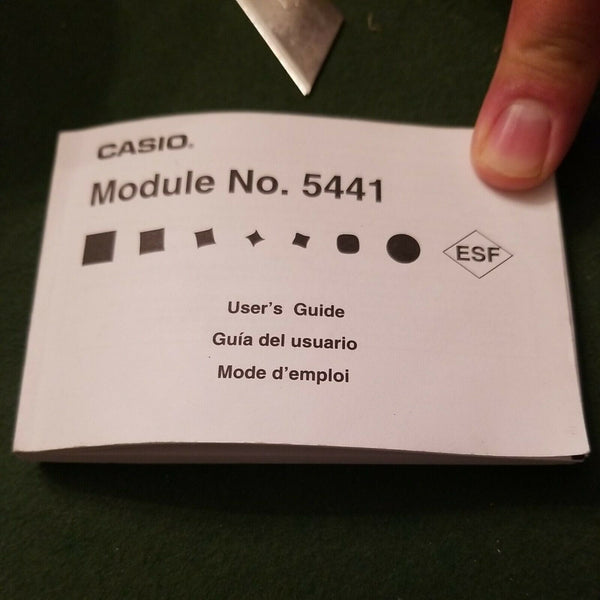 CASIO®
Module No. 5441
ESF
User's Guide
Guía del usuario
Mode d'emploi